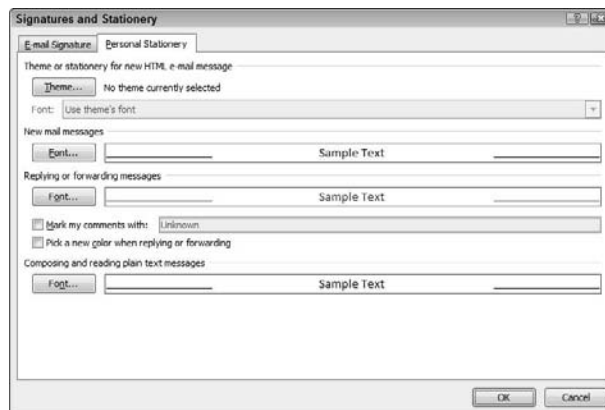 Signatures and Stationery
E-mail Signature Personal Stationery
Theme or stationery for new HTML e-mail message
Theme... No theme currently selected
Font: Use theme's font
New mail messages
Font... Sample Text
Replying or forwarding messages
Font... Sample Text
Mark my comments with: Unknown
Pick a new color when replying or forwarding
Composing and reading plain text messages
Font... Sample Text
OK Cancel